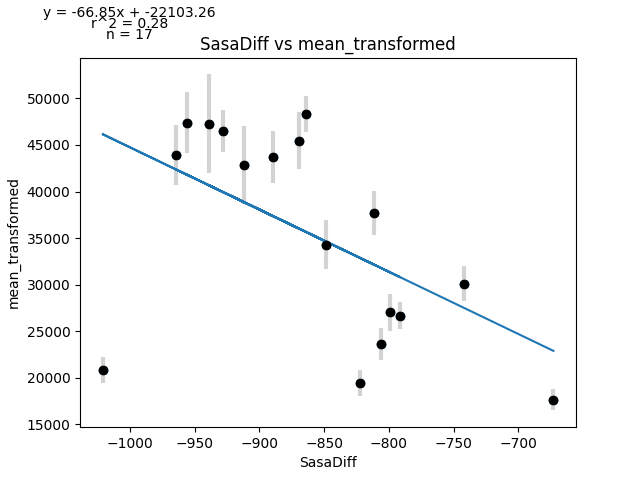 y = -66.85x + -22103.26
r^2 = 0.28
n = 17
SasaDiff vs mean_transformed
mean_transformed
50000
45000
40000
35000
30000
25000
20000
15000
−1000
−950
−900
−850
−800
−750
−700
SasaDiff